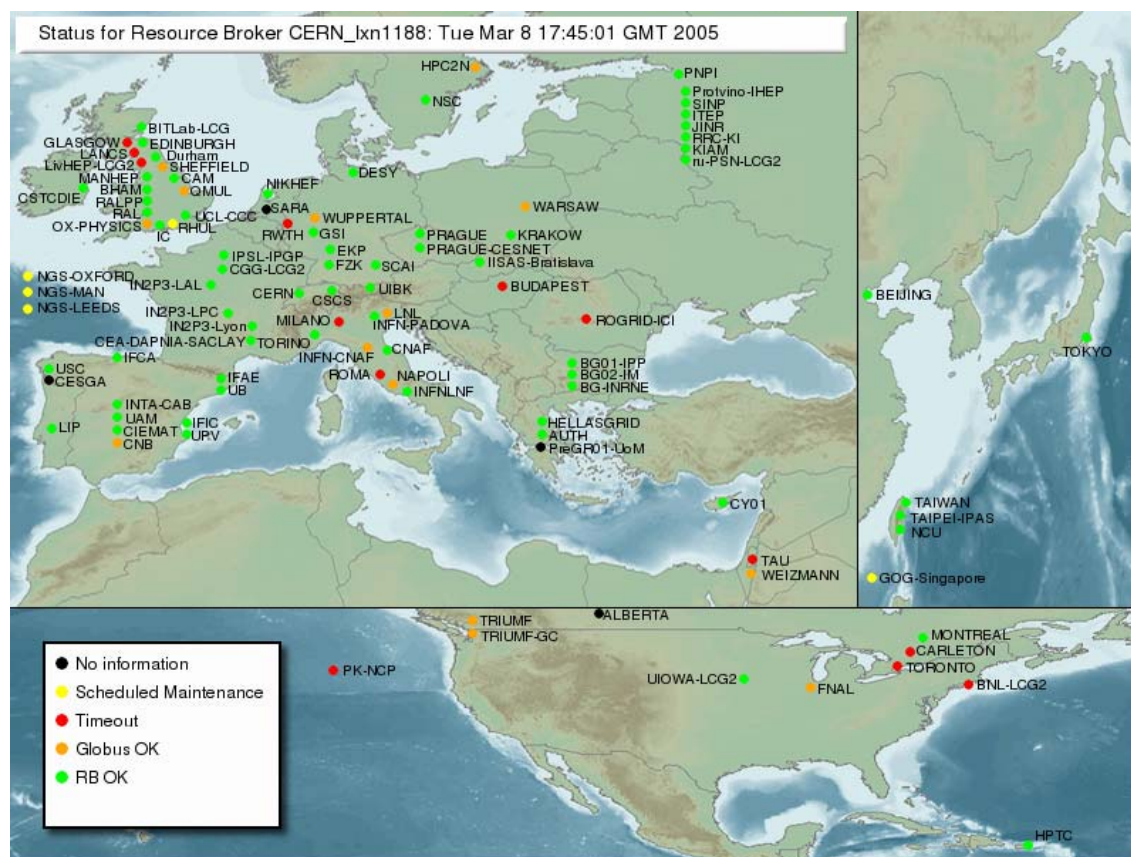 Status for Resource Broker CERN_lxn1188: Tue Mar 8 17:45:01 GMT 2005
HPC2N
NSC
PNPI
Protvino-IHEP
SINP
ITEP
JINR
RRC-KI
KIAM
ru-PSN-LCG2
BITLab-LCG
GLASGOW
EDINBURGH
LANCS
Durham
LivHEP-LCG2
SHEFFIELD
MANHEP
CAM
CSTCDIE
BHAM
QMUL
RALPP
RAL
UCL-CCC
OX-PHYSICS
IC
RHUL
NIKHEF
DESY
SARA
WUPPERTAL
WARSAW
RWTH
GSI
PRAGUE
KRAKOW
PRAGUE-CESNET
IPSL-IPGP
EKP
CGG-LCG2
FZK
SCAI
IISAS-Bratislava
NGS-OXFORD
NGS-MAN
NGS-LEEDS
IN2P3-LAL
CERN
CSCS
UIBK
BUDAPEST
IN2P3-LPC
LNL
IN2P3-Lyon
MILANO
INFN-PADOVA
ROGRID-ICI
CEA-DAPNIA-SACLAY
TORINO
IFCA
INFN-CNAF
CNAF
USC
CESGA
IFAE
UB
ROMA
NAPOLI
INFNLNF
BG01-IPP
BG02-IM
BG-INRNE
INTA-CAB
UAM
LIP
CIEMAT
CNB
IFIC
UPV
HELLASGRID
AUTH
PreGR01-UoM
CY01
TAU
WEIZMANN
BEIJING
TOKYO
TAIWAN
TAIPEI-IPAS
NCU
GOG-Singapore
TRIUMF
TRIUMF-GC
ALBERTA
MONTREAL
CARLETON
TORONTO
PK-NCP
UIOWA-LCG2
FNAL
BNL-LCG2
HPTC
No information
Scheduled Maintenance
Timeout
Globus OK
RB OK